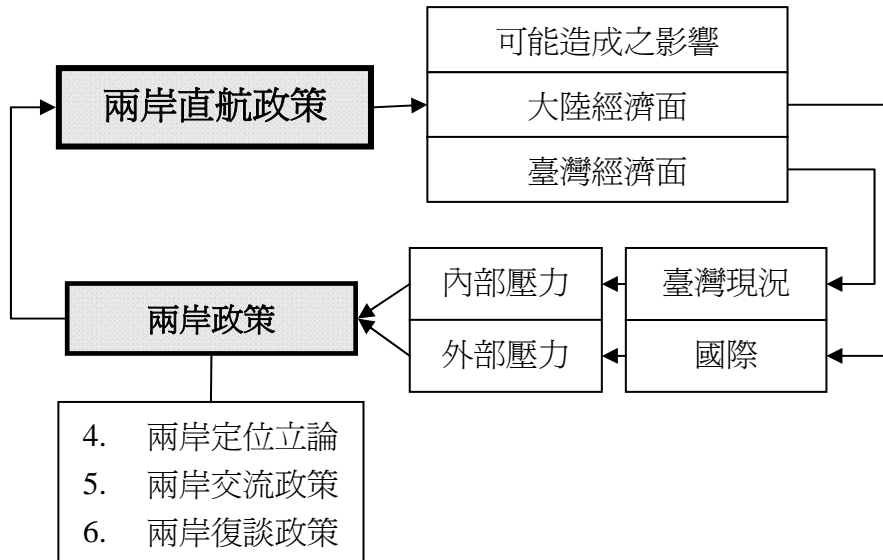 可能造成之影響
兩岸直航政策
大陸經濟面
臺灣經濟面
內部壓力
臺灣現況
兩岸政策
外部壓力
國際
4. 兩岸定位立論
5. 兩岸交流政策
6. 兩岸復談政策